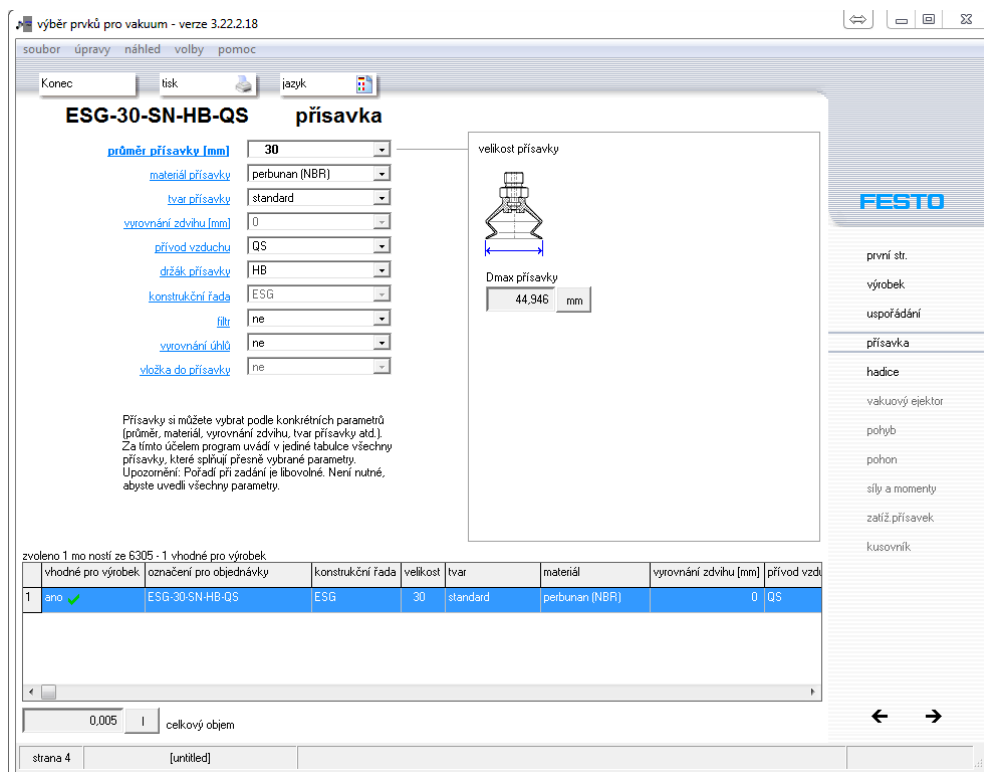 výběr prvků pro vakuum - verze 3.22.2.18
soubor úpravy náhled volby pomoc
Konec tisk jazyk
ESG-30-SN-HB-QS přísavka
průměr přísavky [mm] 30
materiál přísavky perbunan (NBR)
tvar přísavky standard
vyrovnání zdvihu [mm] 0
přívod vzduchu QS
držák přísavky HB
konstrukční řada ESG
filtr ne
vyrovnání úhlů ne
vložka do přísavky ne
velikost přísavky
Dmax přísavky
44,946 mm
Přísavky si můžete vybrat podle konkrétních parametrů
(průměr, materiál, vyrovnání zdvihu, tvar přísavky atd.).
Za tímto účelem program uvádí v jediné tabulce všechny
přísavky, které splňují přesně vybrané parametry.
Upozornění: Pořadí při zadání je libovolné. Není nutné,
abyste uvedli všechny parametry.
FESTO
první str.
výrobek
uspořádání
přísavka
hadice
vakuový ejektor
pohyb
pohon
síly a momenty
zatíž.přísavek
kusovník
zvoleno 1 mo ností ze 6305 - 1 vhodné pro výrobek
vhodné pro výrobek označení pro objednávky konstrukční řada velikost tvar materiál vyrovnání zdvihu [mm] přívod vzdu
1 ano ESG-30-SN-HB-QS ESG 30 standard perbunan (NBR) 0 QS
0,005 l celkový objem
strana 4 [untitled]